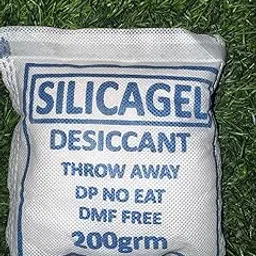 SILICAGEL
DESICCANT
THROW AWAY
DP NO EAT
DMF FREE
200grm